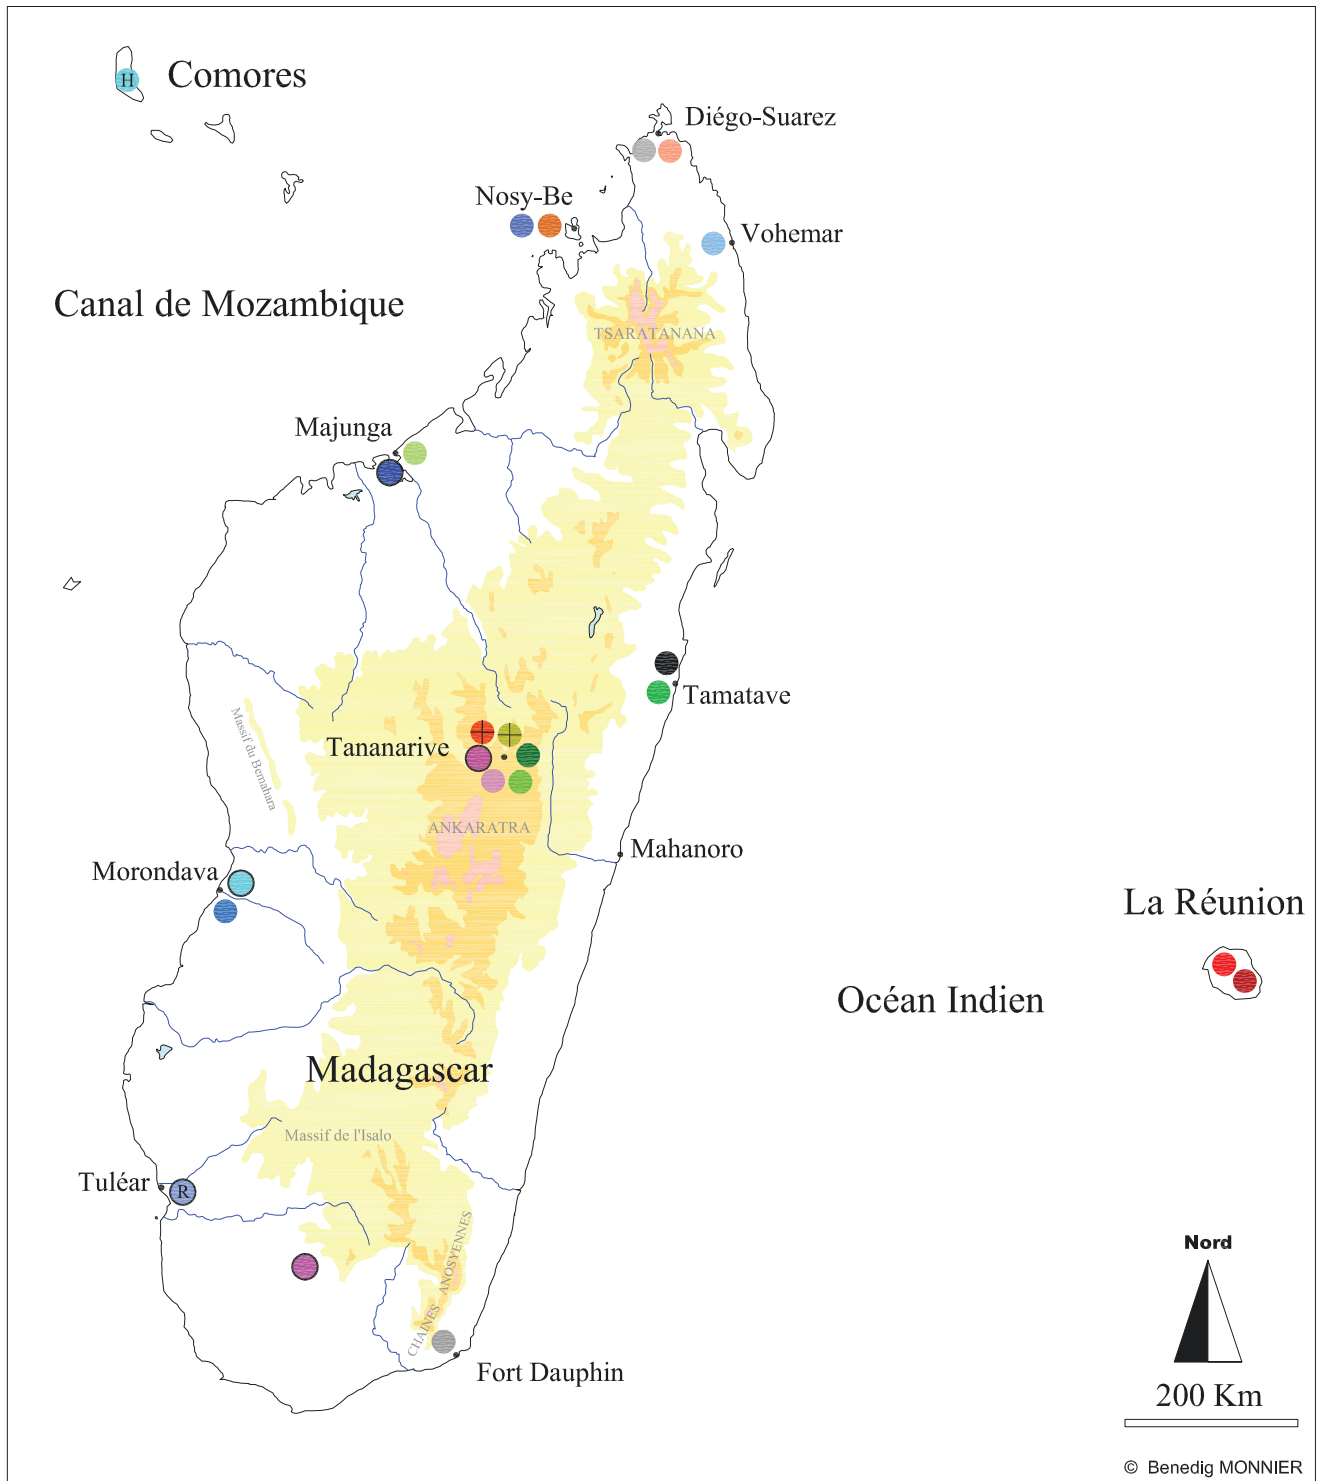 H
Comores
Diégo-Suarez
Nosy-Be
Vohemar
Canal de Mozambique
TSARATANANA
Majunga
Tamatave
Massif du Bemahara
Tananarive
ANKARATRA
Mahanoro
Morondava
La Réunion
Océan Indien
Madagascar
Massif de l'Isalo
Tuléar
R
CHAINES ANOSYENNES
Nord
Fort Dauphin
200 Km
© Benedig MONNIER